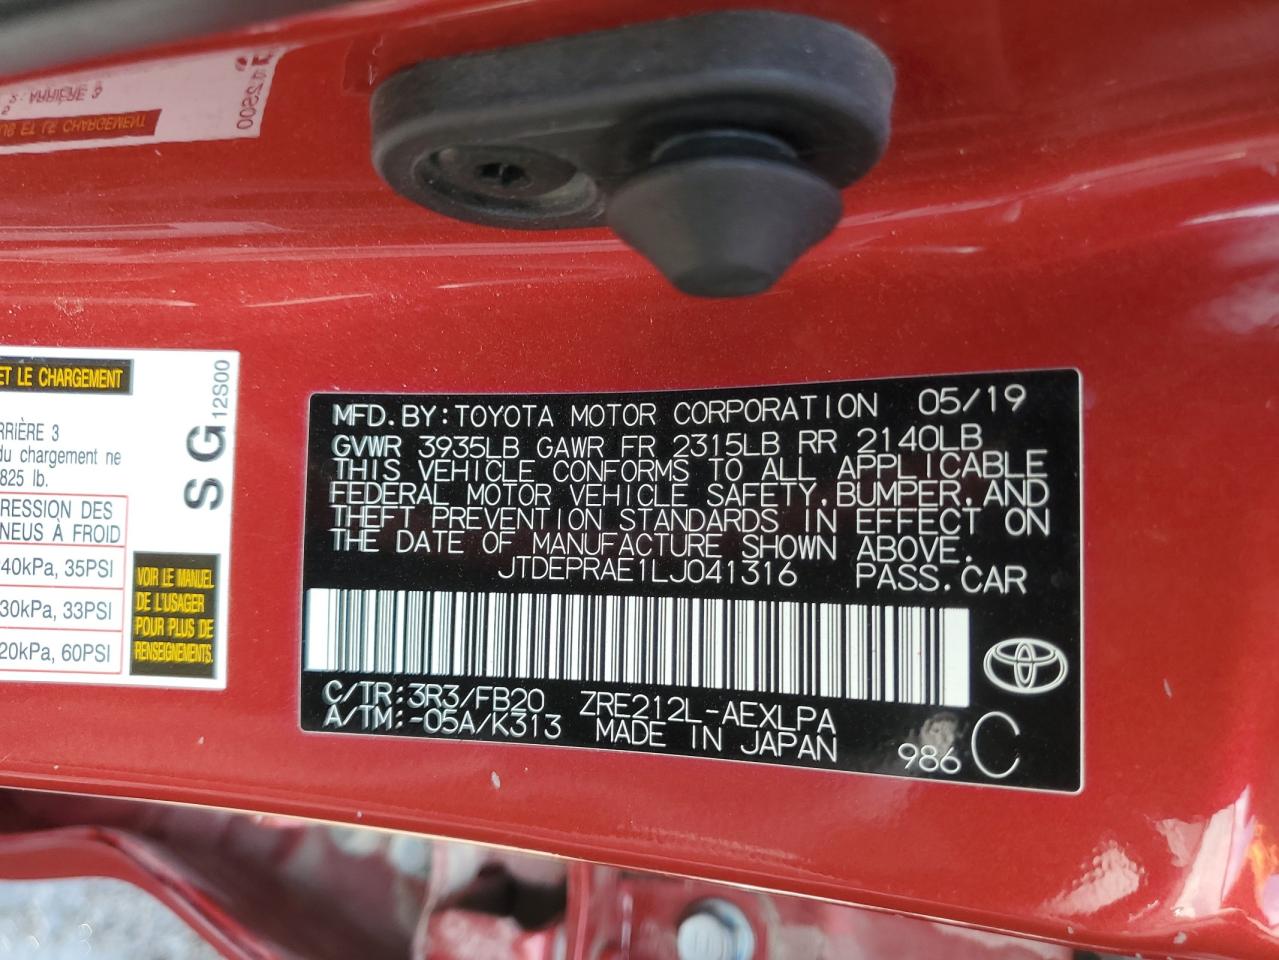 42S00
ARRIÈRE 3
ET LE CHARGEMENT
12S00
S G
RRIÈRE 3
du chargement ne
825 lb.
RESSION DES
NEUS À FROID
40kPa, 35PSI
30kPa, 33PSI
20kPa, 60PSI
VOIR LE MANUEL
DE L'USAGER
POUR PLUS DE
RENSEIGNEMENTS.
MFD. BY: TOYOTA MOTOR CORPORATION 05/19
GVWR 3935LB GAWR FR 2315LB RR 2140LB
THIS VEHICLE CONFORMS TO ALL APPLICABLE
FEDERAL MOTOR VEHICLE SAFETY, BUMPER, AND
THEFT PREVENTION STANDARDS IN EFFECT ON
THE DATE OF MANUFACTURE SHOWN ABOVE.
JTDEPRAE1LJ041316 PASS. CAR
C/TR: 3R3/FB20 ZRE212L-AEXLPA
A/TM:-05A/K313 MADE IN JAPAN 986 C